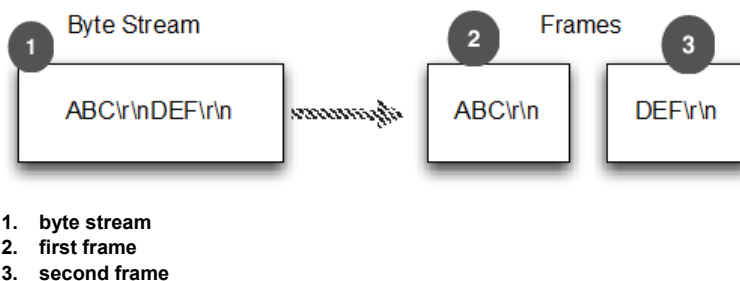 Byte Stream
Frames
1
2
3
ABC\r\nDEF\r\n
ABC\r\n
DEF\r\n
1. byte stream
2. first frame
3. second frame